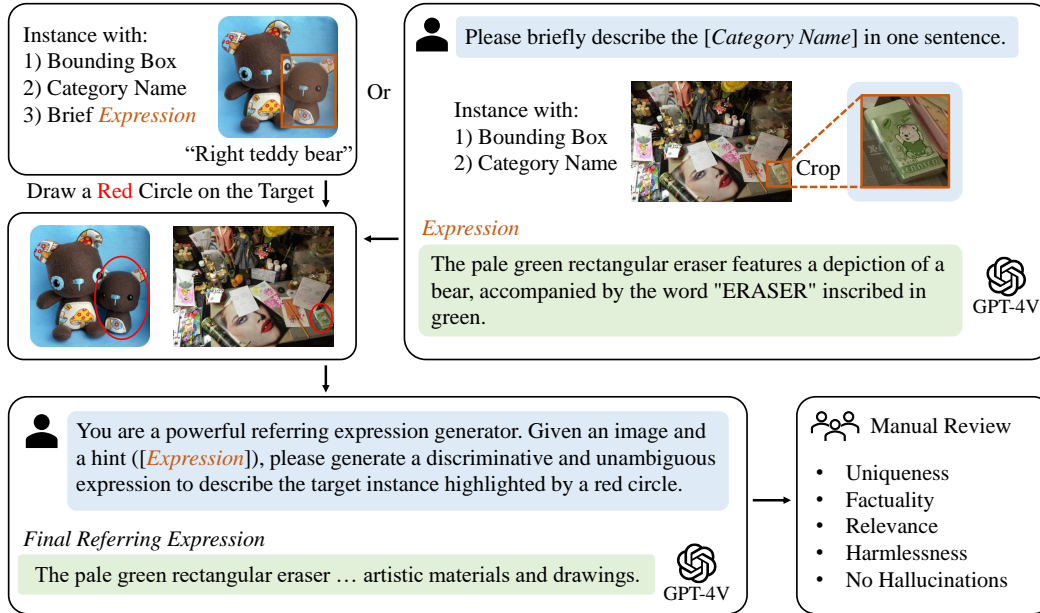 Instance with:
1) Bounding Box
2) Category Name
3) Brief Expression
“Right teddy bear”
Or
Please briefly describe the [Category Name] in one sentence.
Instance with:
1) Bounding Box
2) Category Name
Crop
Expression
The pale green rectangular eraser features a depiction of a
bear, accompanied by the word "ERASER" inscribed in
green.
GPT-4V
Draw a Red Circle on the Target
You are a powerful referring expression generator. Given an image and
a hint ([Expression]), please generate a discriminative and unambiguous
expression to describe the target instance highlighted by a red circle.
Final Referring Expression
The pale green rectangular eraser … artistic materials and drawings.
GPT-4V
Manual Review
• Uniqueness
• Factuality
• Relevance
• Harmlessness
• No Hallucinations